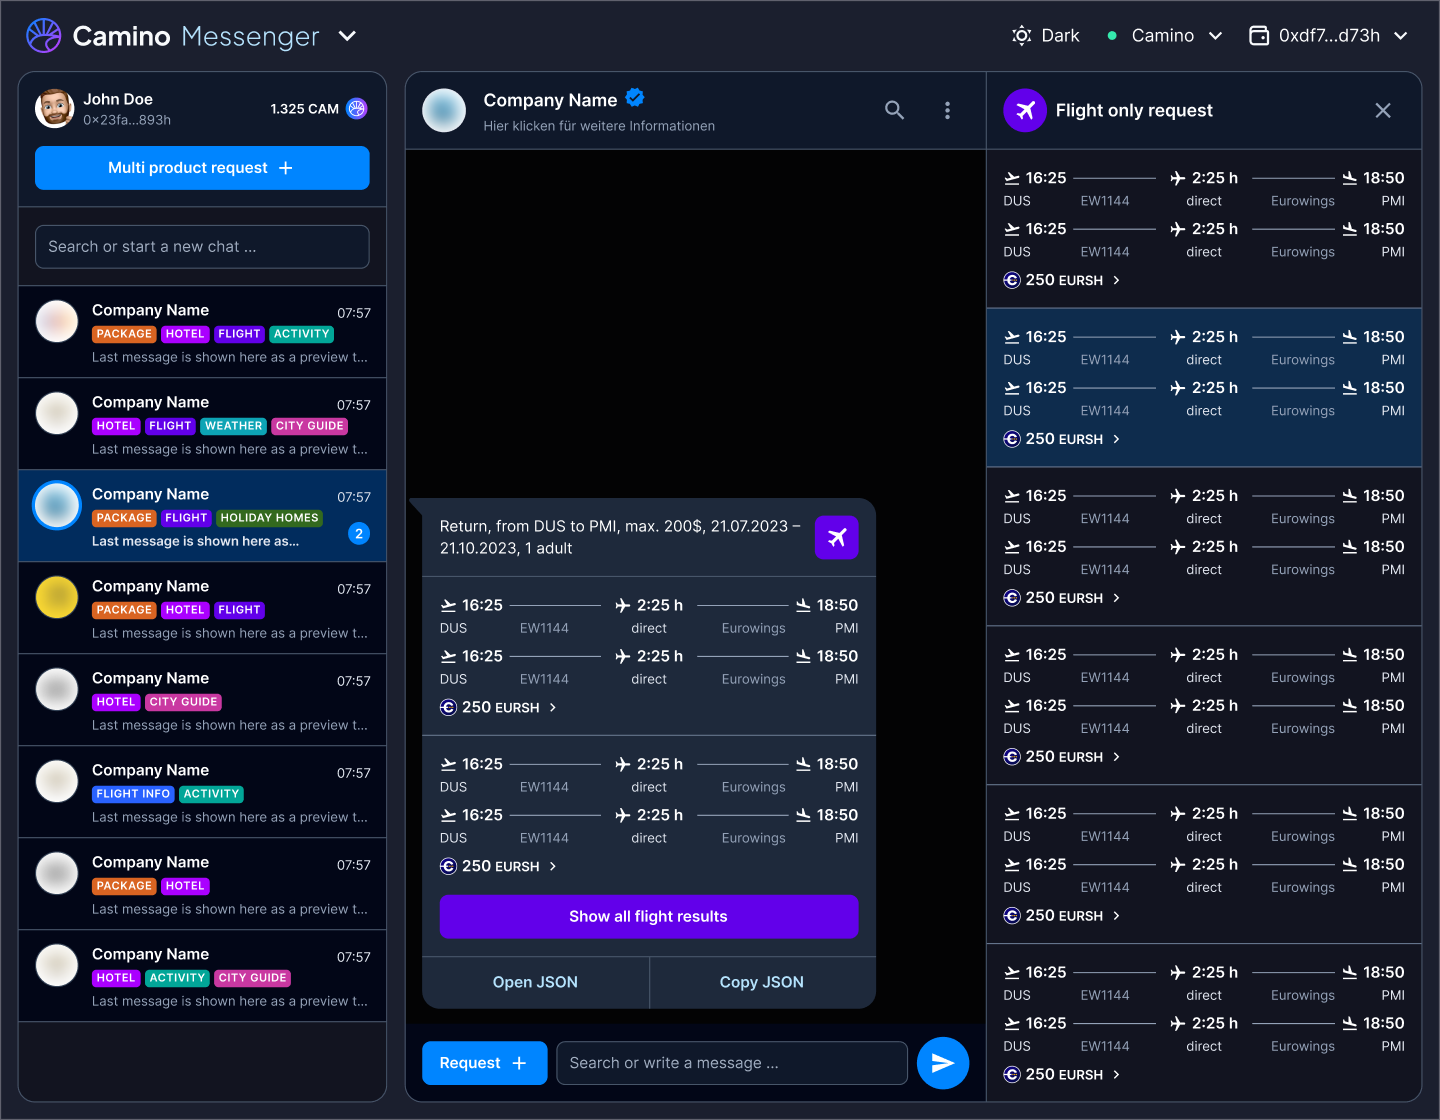 Camino Messenger
Dark
Camino
0xdf7...d73h
John Doe
0x23fa...893h
1.325 CAM
Multi product request +
Search or start a new chat ...
Company Name
07:57
PACKAGE HOTEL FLIGHT ACTIVITY
Last message is shown here as a preview t...
Company Name
07:57
HOTEL FLIGHT WEATHER CITY GUIDE
Last message is shown here as a preview t...
Company Name
07:57
PACKAGE FLIGHT HOLIDAY HOMES
Last message is shown here as...
2
Company Name
07:57
PACKAGE HOTEL FLIGHT
Last message is shown here as a preview t...
Company Name
07:57
HOTEL CITY GUIDE
Last message is shown here as a preview t...
Company Name
07:57
FLIGHT INFO ACTIVITY
Last message is shown here as a preview t...
Company Name
07:57
PACKAGE HOTEL
Last message is shown here as a preview t...
Company Name
07:57
HOTEL ACTIVITY CITY GUIDE
Last message is shown here as a preview t...
Company Name
Hier klicken für weitere Informationen
Return, from DUS to PMI, max. 200$, 21.07.2023 –
21.10.2023, 1 adult
16:25 2:25 h 18:50
DUS EW1144 direct Eurowings PMI
16:25 2:25 h 18:50
DUS EW1144 direct Eurowings PMI
250 EURSH
16:25 2:25 h 18:50
DUS EW1144 direct Eurowings PMI
16:25 2:25 h 18:50
DUS EW1144 direct Eurowings PMI
250 EURSH
Show all flight results
Open JSON
Copy JSON
Request +
Search or write a message ...
Flight only request
16:25 2:25 h 18:50
DUS EW1144 direct Eurowings PMI
16:25 2:25 h 18:50
DUS EW1144 direct Eurowings PMI
250 EURSH
16:25 2:25 h 18:50
DUS EW1144 direct Eurowings PMI
16:25 2:25 h 18:50
DUS EW1144 direct Eurowings PMI
250 EURSH
16:25 2:25 h 18:50
DUS EW1144 direct Eurowings PMI
16:25 2:25 h 18:50
DUS EW1144 direct Eurowings PMI
250 EURSH
16:25 2:25 h 18:50
DUS EW1144 direct Eurowings PMI
16:25 2:25 h 18:50
DUS EW1144 direct Eurowings PMI
250 EURSH
16:25 2:25 h 18:50
DUS EW1144 direct Eurowings PMI
16:25 2:25 h 18:50
DUS EW1144 direct Eurowings PMI
250 EURSH
16:25 2:25 h 18:50
DUS EW1144 direct Eurowings PMI
16:25 2:25 h 18:50
DUS EW1144 direct Eurowings PMI
250 EURSH